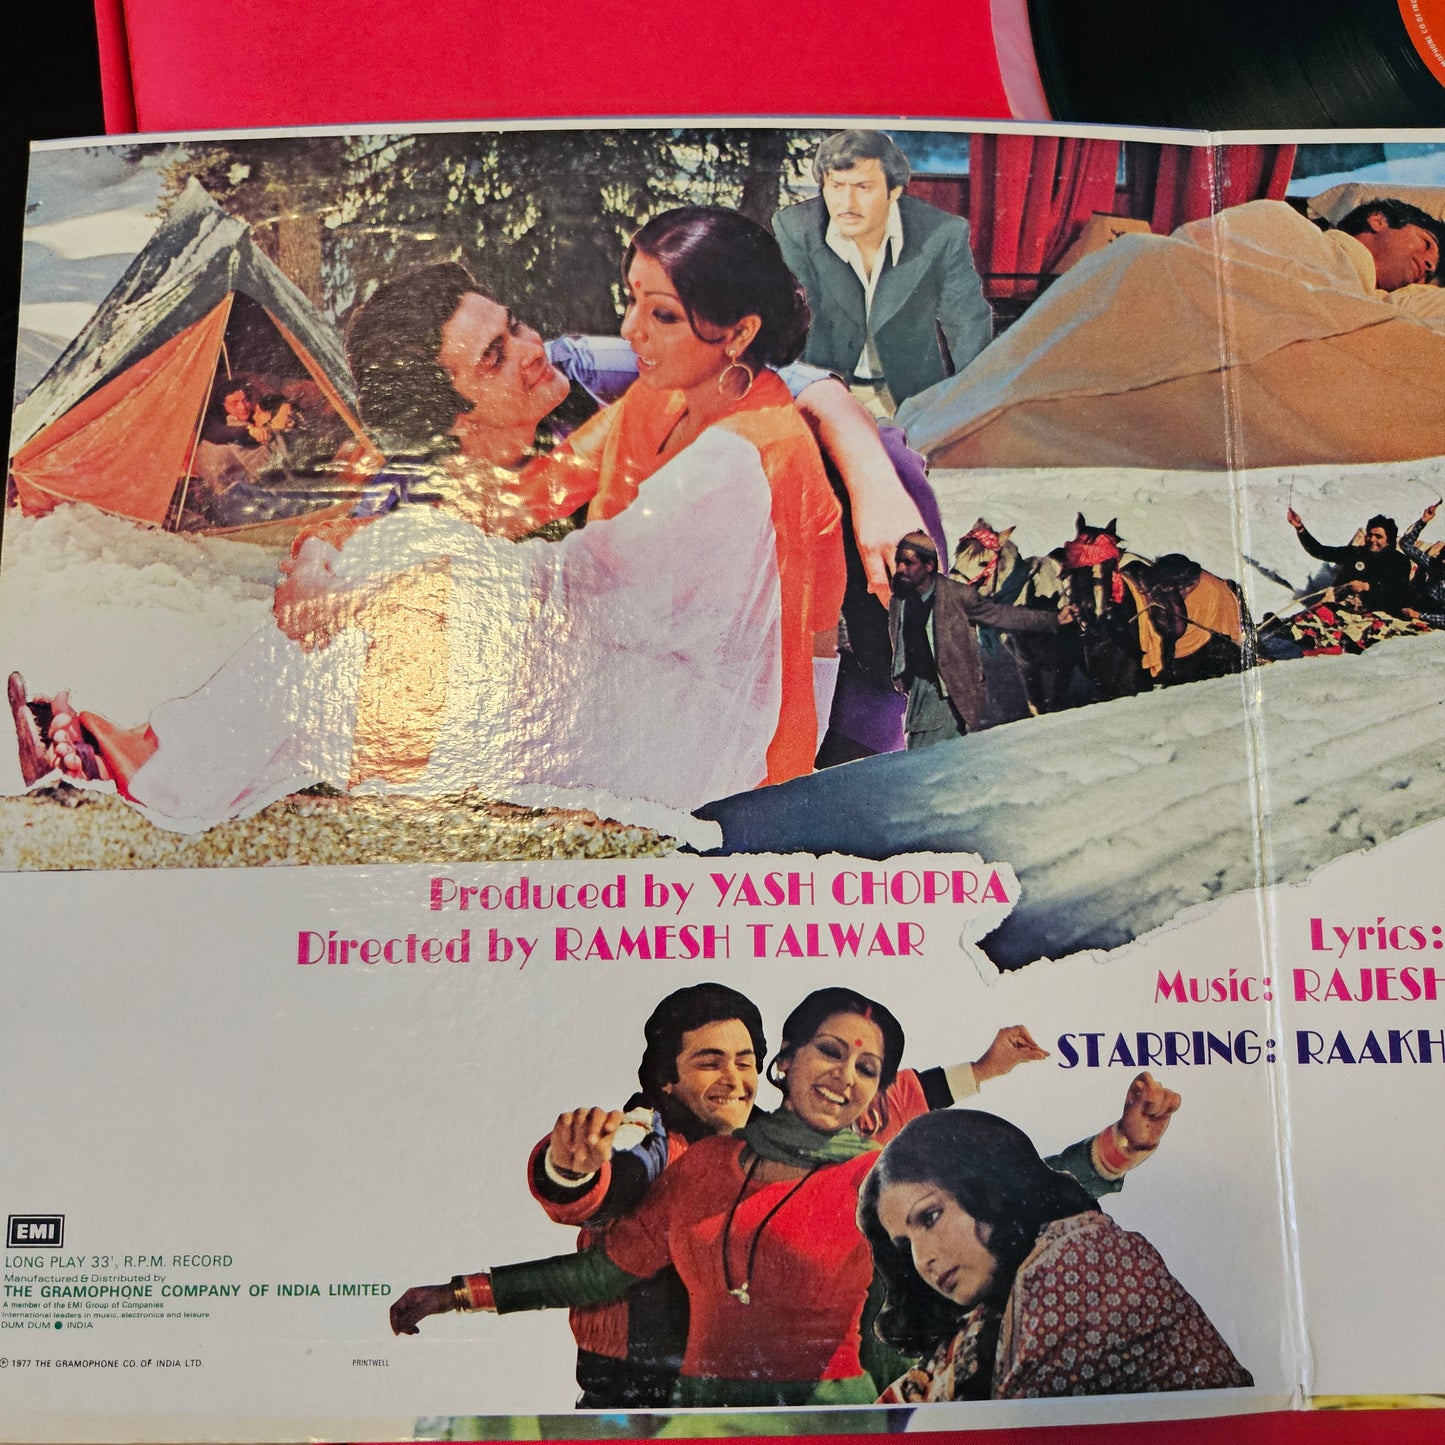 Produced by YASH CHOPRA
Directed by RAMESH TALWAR
Lyrics:
Music: RAJESH
STARRING: RAAKH
EMI
LONG PLAY 33⅓ R.P.M. RECORD
Manufactured & Distributed by
THE GRAMOPHONE COMPANY OF INDIA LIMITED
A member of the EMI Group of Companies
International leaders in music, electronics and leisure
DUM DUM ● INDIA
℗ 1977 THE GRAMOPHONE CO. OF INDIA LTD.
PRINTWELL